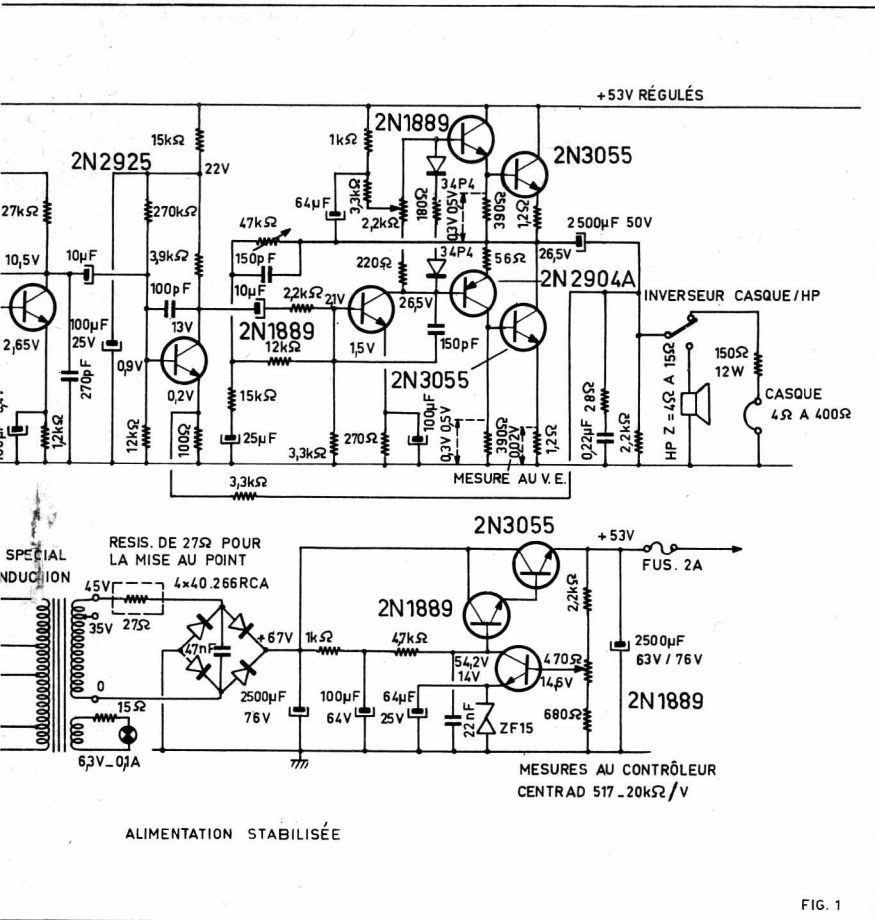 +53V RÉGULÉS
2N1889
15kΩ
1kΩ
2N3055
2N2925
22V
34P4
64µF
3,3kΩ
2,2kΩ
180Ω
0,3V 0,5V
390Ω
1,2Ω
27kΩ
270kΩ
47kΩ
2500µF 50V
10,5V
10µF
3,9kΩ
150pF
220Ω
34P4
56Ω
26,5V
2N2904A
100pF
10µF
2,2kΩ
2,1V
26,5V
INVERSEUR CASQUE/HP
100µF
25V
13V
2N1889
150pF
2,65V
270pF
0,9V
12kΩ
1,5V
2N3055
HP Z = 4Ω A 15Ω
150Ω
12W
0,2V
15kΩ
CASQUE
4Ω A 400Ω
1,2kΩ
12kΩ
100Ω
25µF
3,3kΩ
270Ω
100µF
0,3V 0,5V
390Ω
0,02V
1,2Ω
0,22µF
28Ω
2,2kΩ
MESURE AU V.E.
3,3kΩ
2N3055
+53V
SPECIAL
RESIS. DE 27Ω POUR
LA MISE AU POINT
FUS. 2A
45V
4x40.266RCA
27Ω
35V
2N1889
2,2kΩ
47nF
+67V
1kΩ
4,7kΩ
54,2V
14V
470Ω
14,6V
2500µF
63V / 76V
0
15Ω
2500µF
76V
100µF
64V
64µF
25V
22nF
ZF15
680Ω
2N1889
6,3V_0,1A
MESURES AU CONTRÔLEUR
CENTRAD 517_20kΩ/V
ALIMENTATION STABILISÉE
FIG. 1